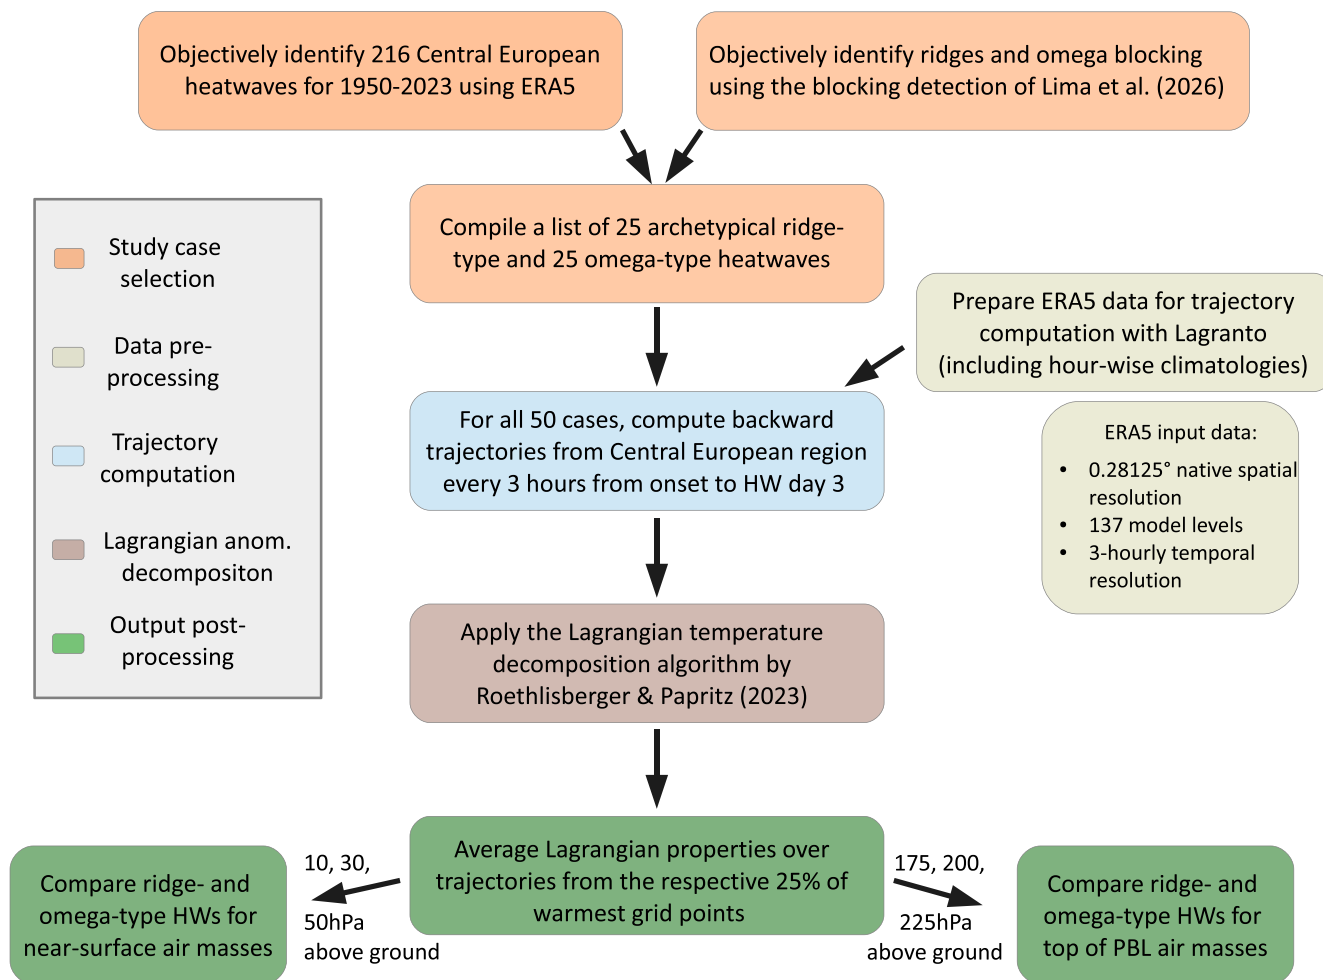 Objectively identify 216 Central European
heatwaves for 1950-2023 using ERA5
Objectively identify ridges and omega blocking
using the blocking detection of Lima et al. (2026)
Compile a list of 25 archetypical ridge-
type and 25 omega-type heatwaves
Study case
selection
Data pre-
processing
Trajectory
computation
Lagrangian anom.
decompositon
Output post-
processing
Prepare ERA5 data for trajectory
computation with Lagranto
(including hour-wise climatologies)
For all 50 cases, compute backward
trajectories from Central European region
every 3 hours from onset to HW day 3
ERA5 input data:
• 0.28125° native spatial
resolution
• 137 model levels
• 3-hourly temporal
resolution
Apply the Lagrangian temperature
decomposition algorithm by
Roethlisberger & Papritz (2023)
Average Lagrangian properties over
trajectories from the respective 25% of
warmest grid points
10, 30,
50hPa
above ground
Compare ridge- and
omega-type HWs for
near-surface air masses
175, 200,
225hPa
above ground
Compare ridge- and
omega-type HWs for
top of PBL air masses